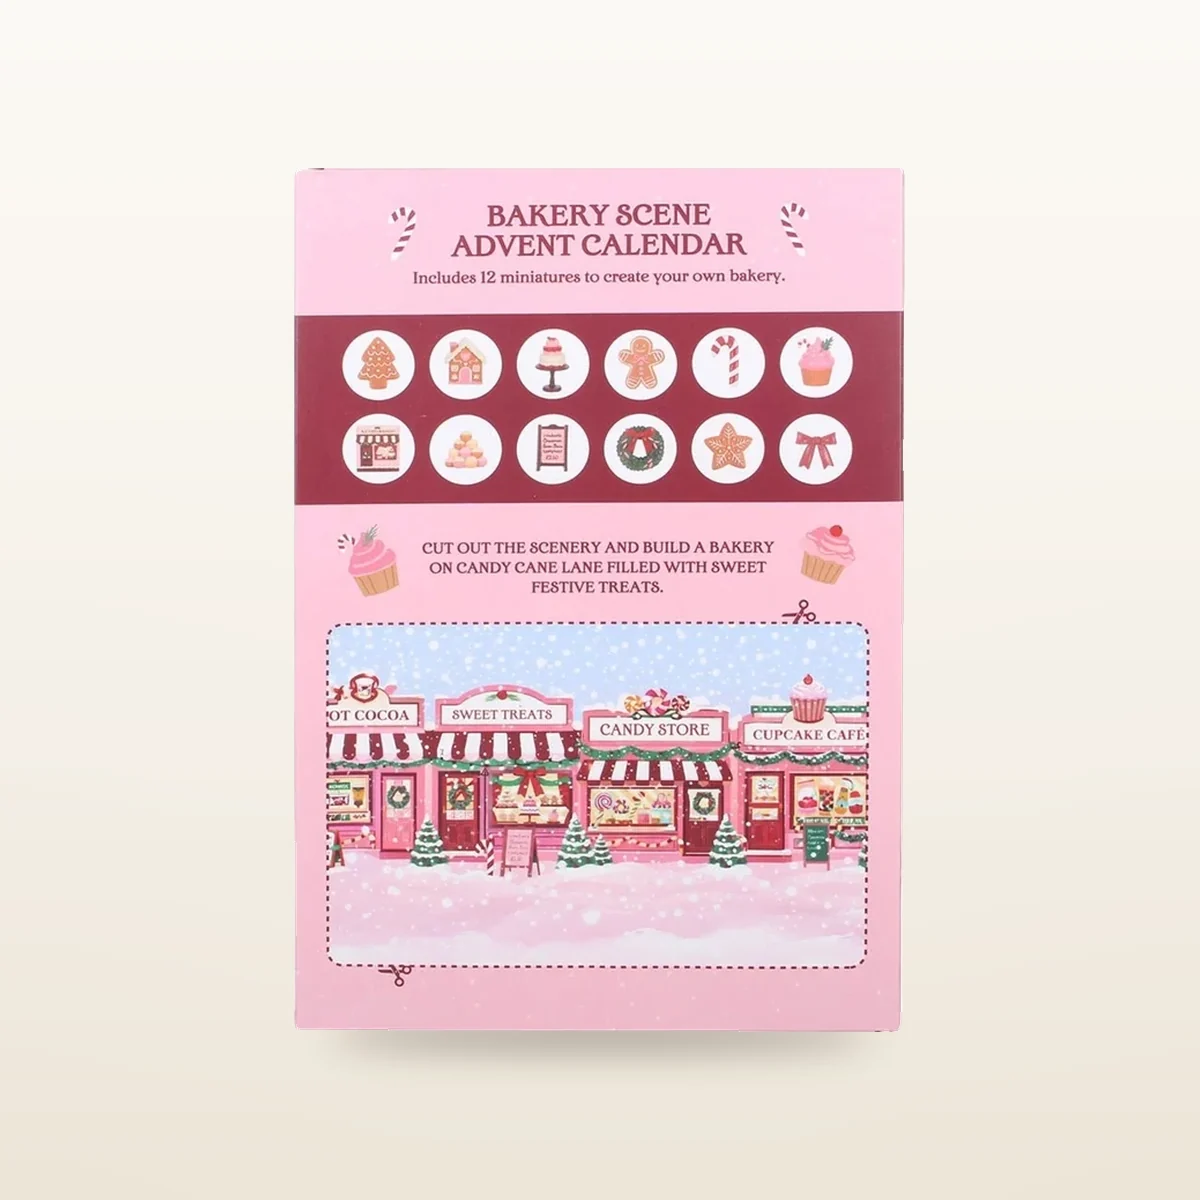 BAKERY SCENE
ADVENT CALENDAR
Includes 12 miniatures to create your own bakery.
CUT OUT THE SCENERY AND BUILD A BAKERY
ON CANDY CANE LANE FILLED WITH SWEET
FESTIVE TREATS.
OT COCOA
SWEET TREATS
CANDY STORE
CUPCAKE CAFÉ